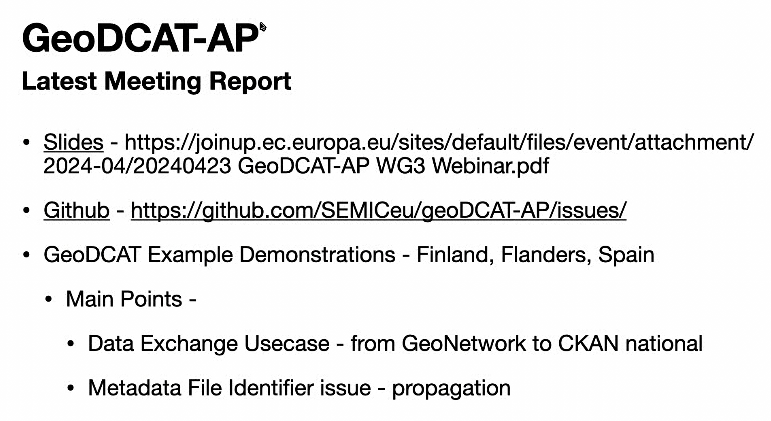 GeoDCAT-AP
Latest Meeting Report
• Slides - https://joinup.ec.europa.eu/sites/default/files/event/attachment/
2024-04/20240423 GeoDCAT-AP WG3 Webinar.pdf
• Github - https://github.com/SEMICeu/geoDCAT-AP/issues/
• GeoDCAT Example Demonstrations - Finland, Flanders, Spain
• Main Points -
• Data Exchange Usecase - from GeoNetwork to CKAN national
• Metadata File Identifier issue - propagation